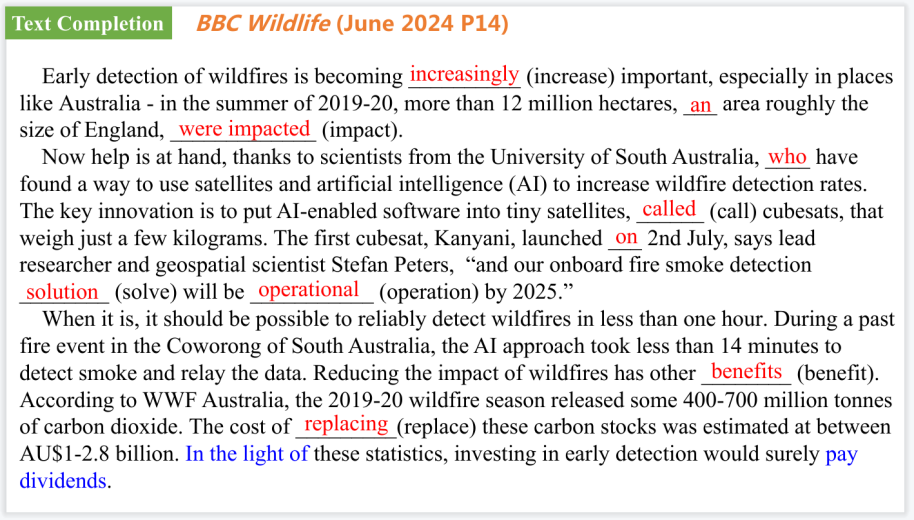 Text Completion BBC Wildlife (June 2024 P14)
Early detection of wildfires is becoming increasingly (increase) important, especially in places
like Australia - in the summer of 2019-20, more than 12 million hectares, an area roughly the
size of England, were impacted (impact).
Now help is at hand, thanks to scientists from the University of South Australia, who have
found a way to use satellites and artificial intelligence (AI) to increase wildfire detection rates.
The key innovation is to put AI-enabled software into tiny satellites, called (call) cubesats, that
weigh just a few kilograms. The first cubesat, Kanyani, launched on 2nd July, says lead
researcher and geospatial scientist Stefan Peters, “and our onboard fire smoke detection
solution (solve) will be operational (operation) by 2025.”
When it is, it should be possible to reliably detect wildfires in less than one hour. During a past
fire event in the Coworong of South Australia, the AI approach took less than 14 minutes to
detect smoke and relay the data. Reducing the impact of wildfires has other benefits (benefit).
According to WWF Australia, the 2019-20 wildfire season released some 400-700 million tonnes
of carbon dioxide. The cost of replacing (replace) these carbon stocks was estimated at between
AU$1-2.8 billion. In the light of these statistics, investing in early detection would surely pay
dividends.